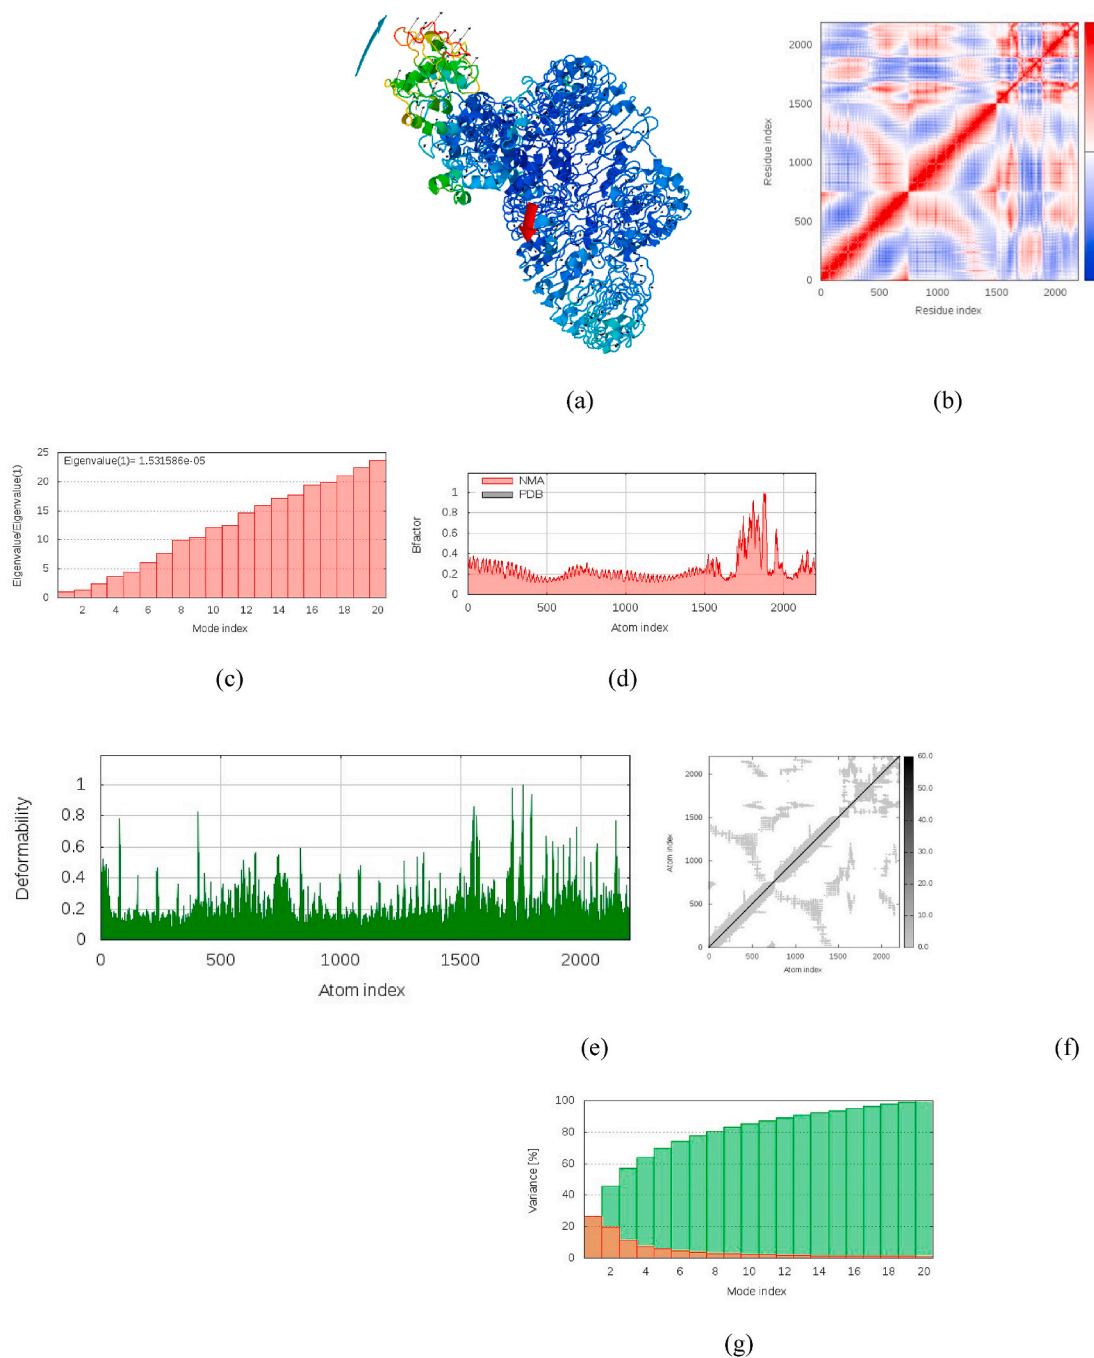 2000
1500
1000
500
0
Residue index
0 500 1000 1500 2000
Residue index
(a)
(b)
25
20
15
10
5
0
Eigenvalue/Eigenvalue(1)
Eigenvalue(1)= 1.531586e-05
2 4 6 8 10 12 14 16 18 20
Mode index
(c)
NMA
PDB
1
0.8
0.6
0.4
0.2
Bfactor
0 500 1000 1500 2000
Atom index
(d)
1
0.8
0.6
0.4
0.2
0
Deformability
0 500 1000 1500 2000
Atom index
(e)
2000
1500
1000
500
0
Atom index
0 500 1000 1500 2000
Atom index
60.0
50.0
40.0
30.0
20.0
10.0
0.0
(f)
100
80
60
40
20
0
Variance [%]
2 4 6 8 10 12 14 16 18 20
Mode index
(g)